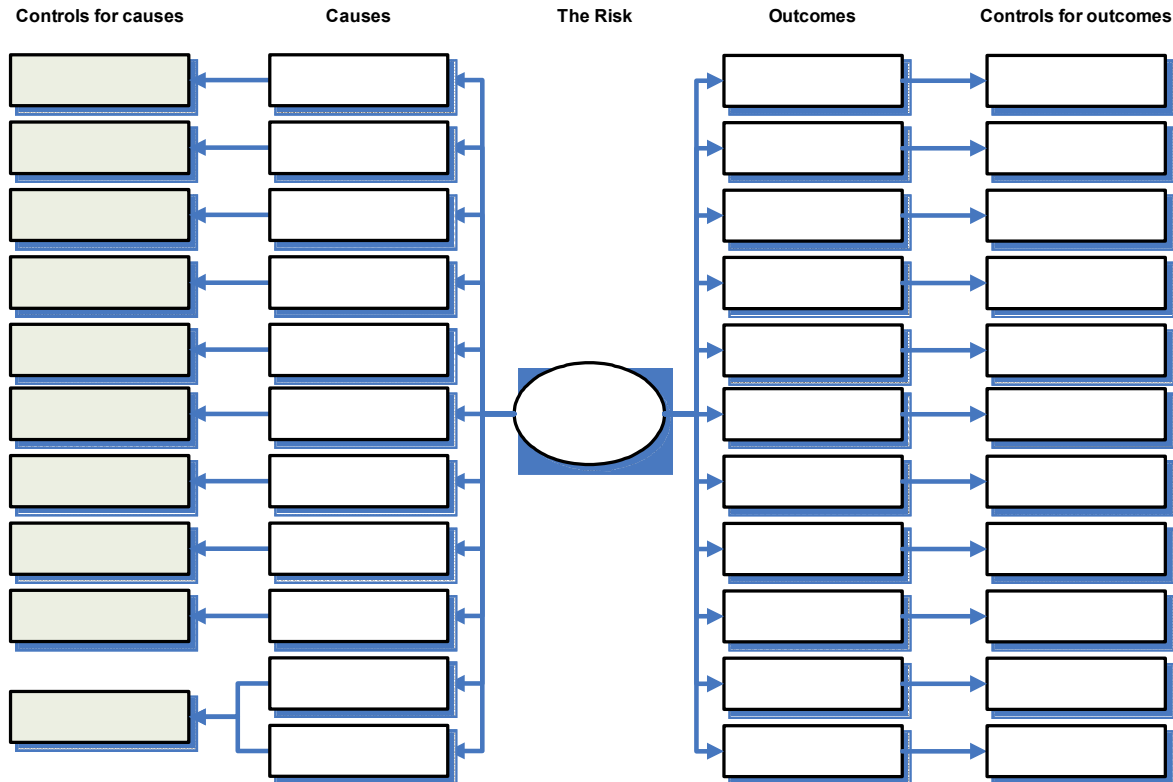 Controls for causes
Causes
The Risk
Outcomes
Controls for outcomes